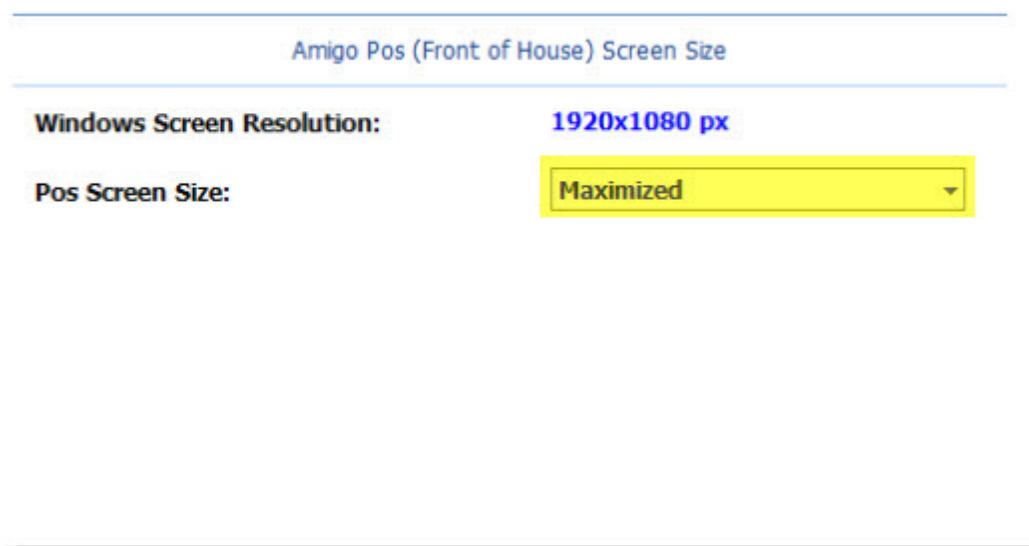 Amigo Pos (Front of House) Screen Size
Windows Screen Resolution: 1920x1080 px
Pos Screen Size: Maximized